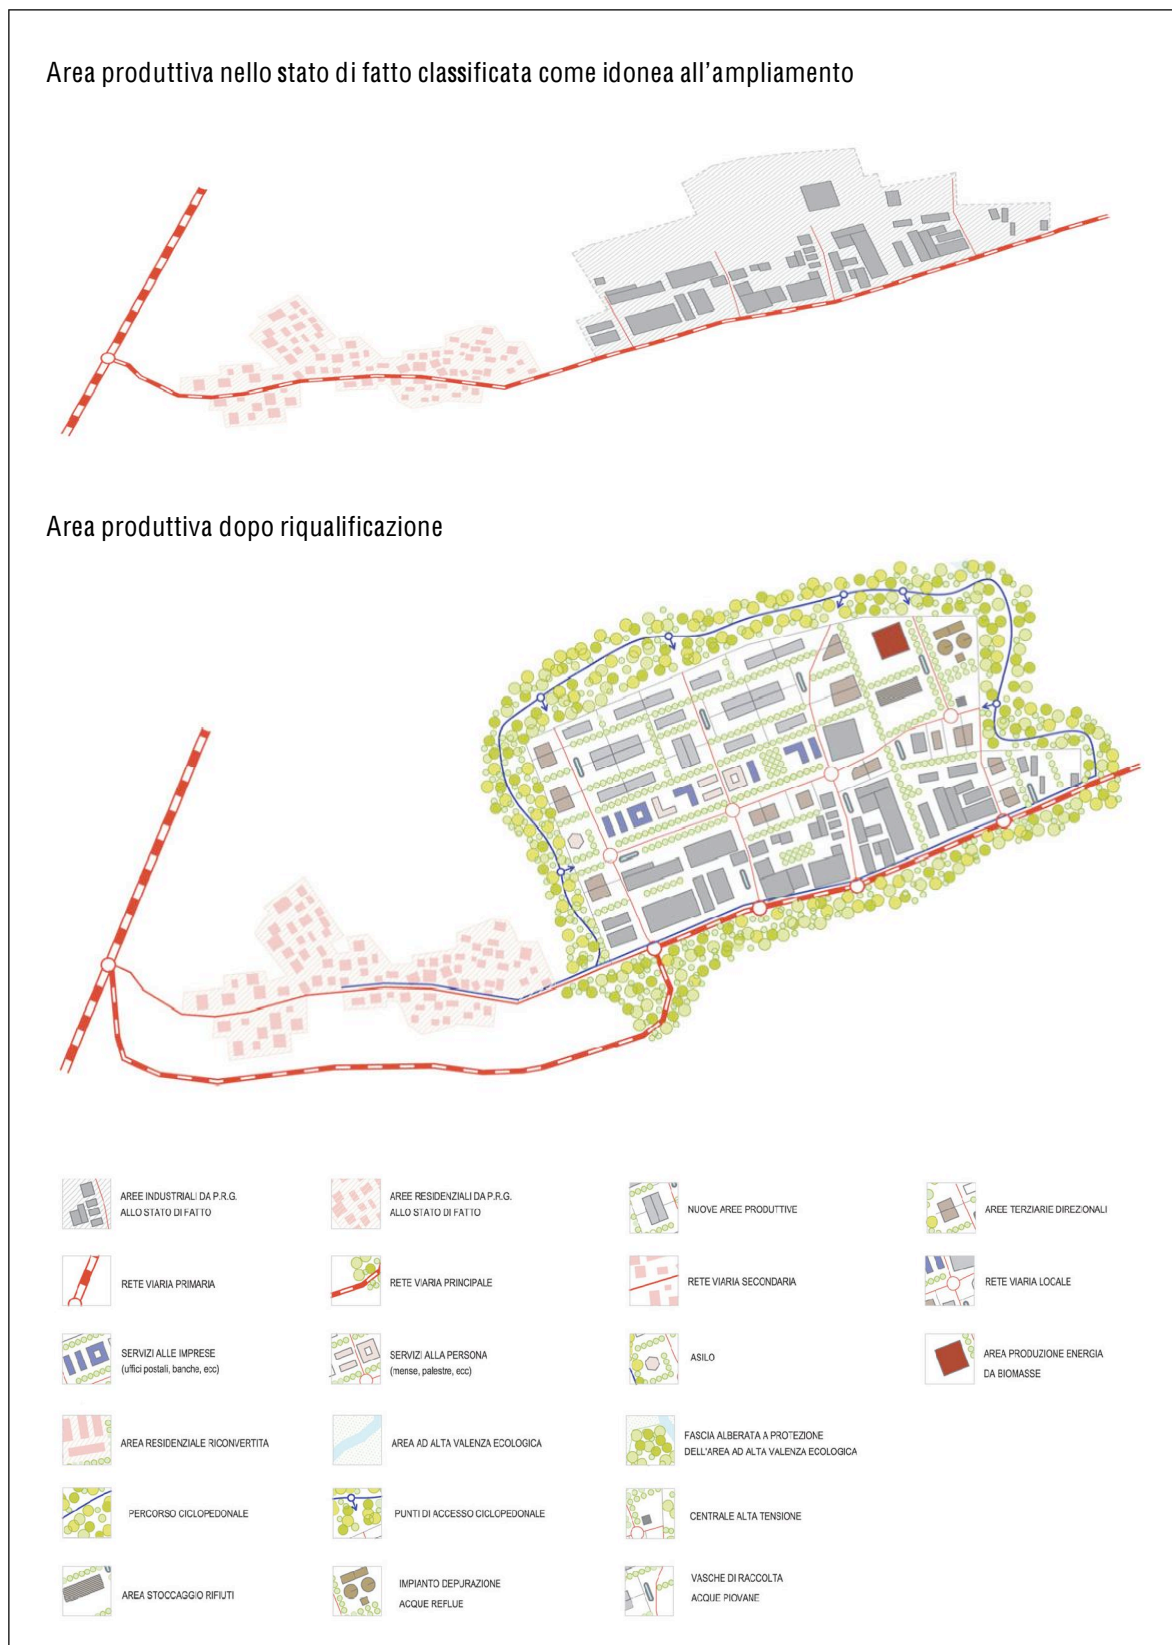 Area produttiva nello stato di fatto classificata come idonea all'ampliamento
Area produttiva dopo riqualificazione
AREE INDUSTRIALI DA P.R.G.
ALLO STATO DI FATTO
AREE RESIDENZIALI DA P.R.G.
ALLO STATO DI FATTO
NUOVE AREE PRODUTTIVE
AREE TERZIARIE DIREZIONALI
RETE VIARIA PRIMARIA
RETE VIARIA PRINCIPALE
RETE VIARIA SECONDARIA
RETE VIARIA LOCALE
SERVIZI ALLE IMPRESE
(uffici postali, banche, ecc)
SERVIZI ALLA PERSONA
(mense, palestre, ecc)
ASILO
AREA PRODUZIONE ENERGIA
DA BIOMASSE
AREA RESIDENZIALE RICONVERTITA
AREA AD ALTA VALENZA ECOLOGICA
FASCIA ALBERATA A PROTEZIONE
DELL'AREA AD ALTA VALENZA ECOLOGICA
PERCORSO CICLOPEDONALE
PUNTI DI ACCESSO CICLOPEDONALE
CENTRALE ALTA TENSIONE
AREA STOCCAGGIO RIFIUTI
IMPIANTO DEPURAZIONE
ACQUE REFLUE
VASCHE DI RACCOLTA
ACQUE PIOVANE